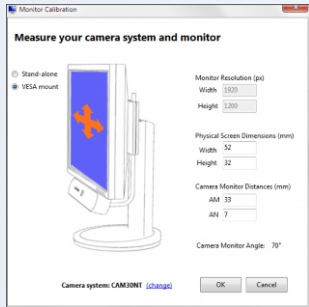 Monitor Calibration
Measure your camera system and monitor
Stand-alone
VESA mount
Monitor Resolution (px)
Width 1920
Height 1200
Physical Screen Dimensions (mm)
Width 52
Height 32
Camera Monitor Distances (mm)
AM 33
AN 7
Camera Monitor Angle: 70°
Camera system: CAM30NT (change)
OK Cancel